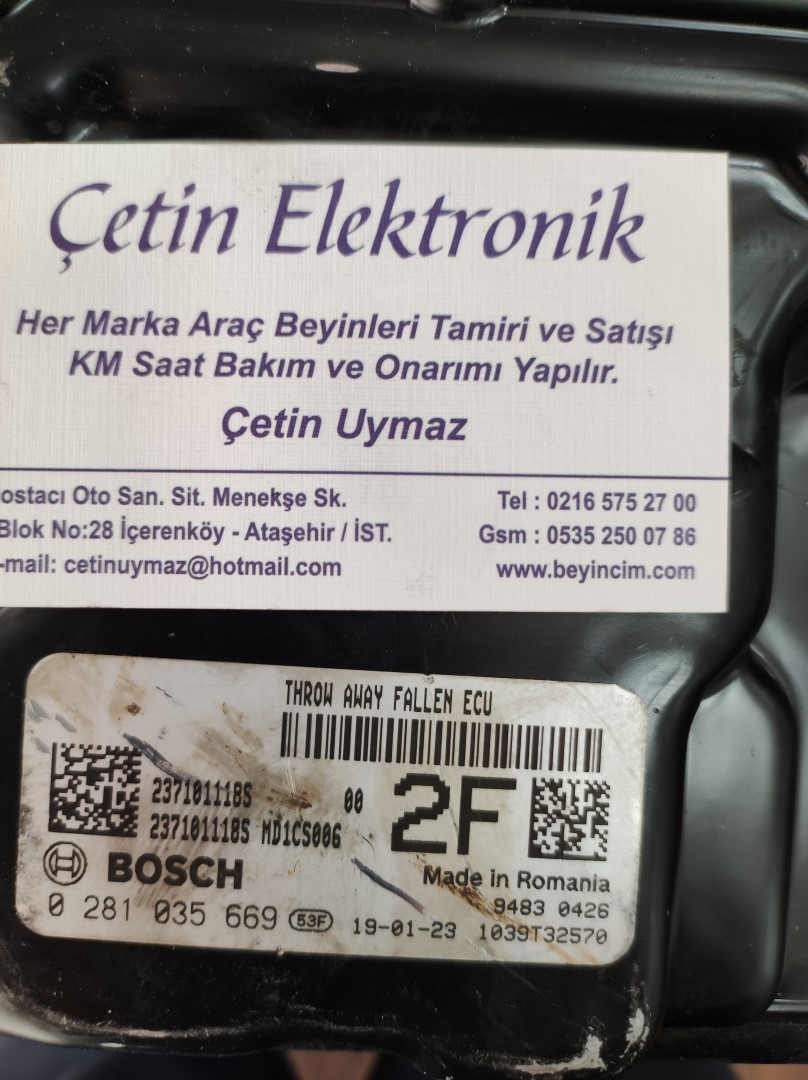 Çetin Elektronik
Her Marka Araç Beyinleri Tamiri ve Satışı
KM Saat Bakım ve Onarımı Yapılır.
Çetin Uymaz
ostacı Oto San. Sit. Menekşe Sk.
Blok No:28 İçerenköy - Ataşehir / İST.
-mail: cetinuymaz@hotmail.com
Tel : 0216 575 27 00
Gsm : 0535 250 07 86
www.beyincim.com
THROW AWAY FALLEN ECU
237101118S 00
237101118S MD1CS006
2F
BOSCH
Made in Romania
9483 0426
0 281 035 669 53F 19-01-23 1039T32570